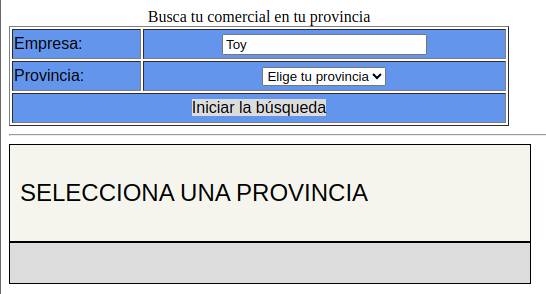 Busca tu comercial en tu provincia
Empresa: Toy
Provincia: Elige tu provincia
Iniciar la búsqueda
SELECCIONA UNA PROVINCIA